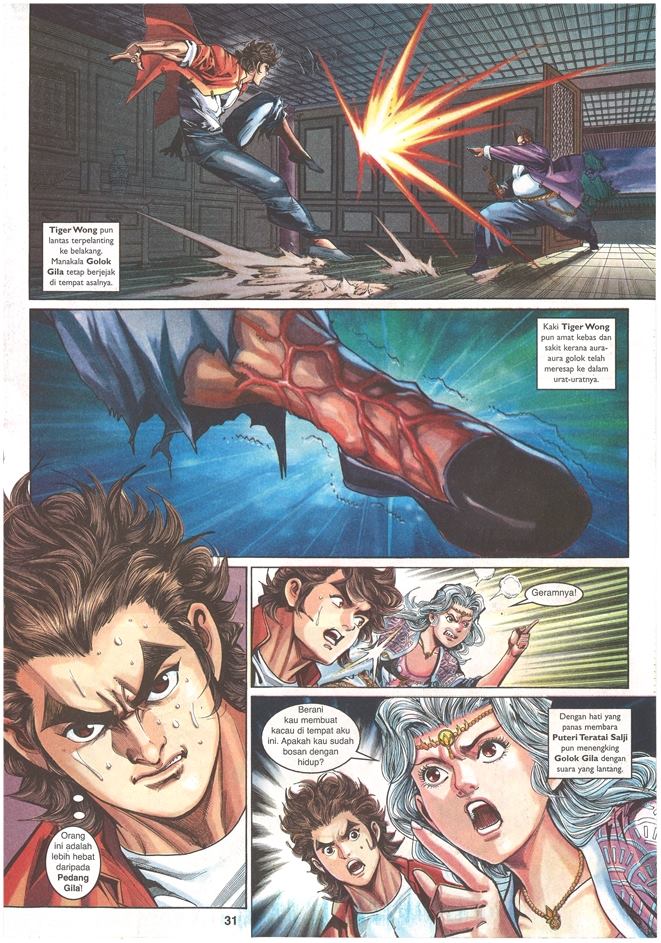 Tiger Wong pun
lantas terpelanting
ke belakang.
Manakala Golok
Gila tetap berjejak
di tempat asalnya.
Kaki Tiger Wong
pun amat kebas dan
sakit kerana aura-
aura golok telah
meresap ke dalam
urat-uratnya.
Orang
ini adalah
lebih hebat
daripada
Pedang
Gila!
Geramnya!
Berani
kau membuat
kacau di tempat aku
ini. Apakah kau sudah
bosan dengan
hidup?
Dengan hati yang
panas membara
Puteri Teratai Salji
pun menengking
Golok Gila dengan
suara yang lantang.
31